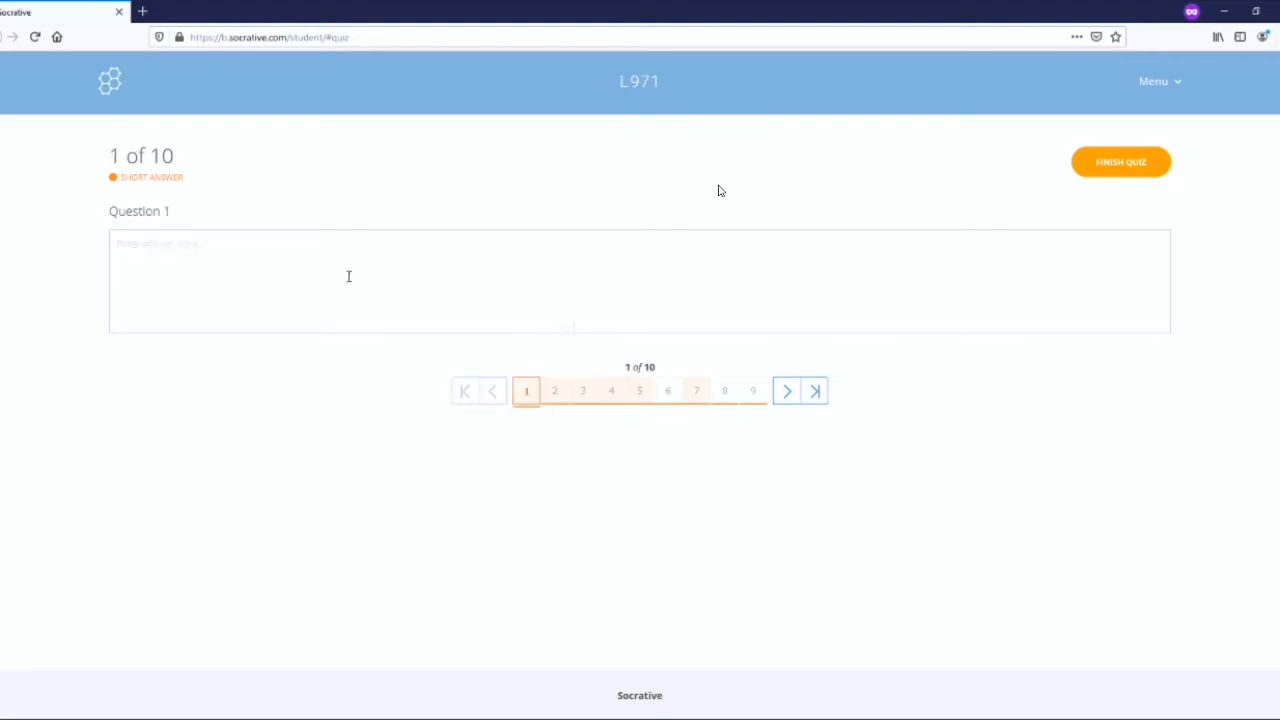 Socrative
https://b.socrative.com/student/#quiz
L971
Menu
1 of 10
FINISH QUIZ
SHORT ANSWER
Question 1
1 of 10
1 2 3 4 5 6 7 8 9
Socrative